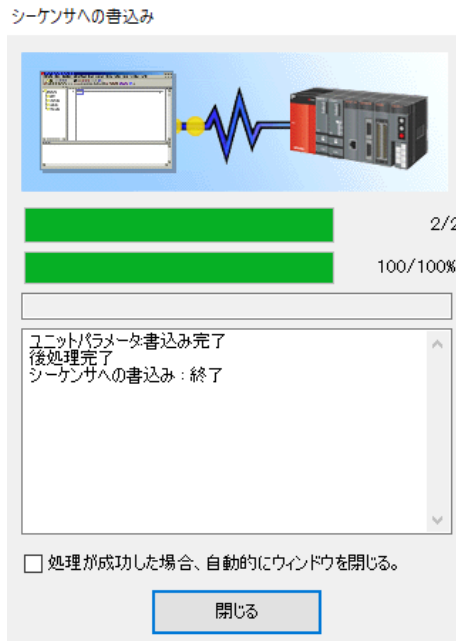 シーケンサへの書込み
2/2
100/100%
ユニットパラメータ:書込み完了
後処理完了
シーケンサへの書込み : 終了
処理が成功した場合、自動的にウィンドウを閉じる。
閉じる